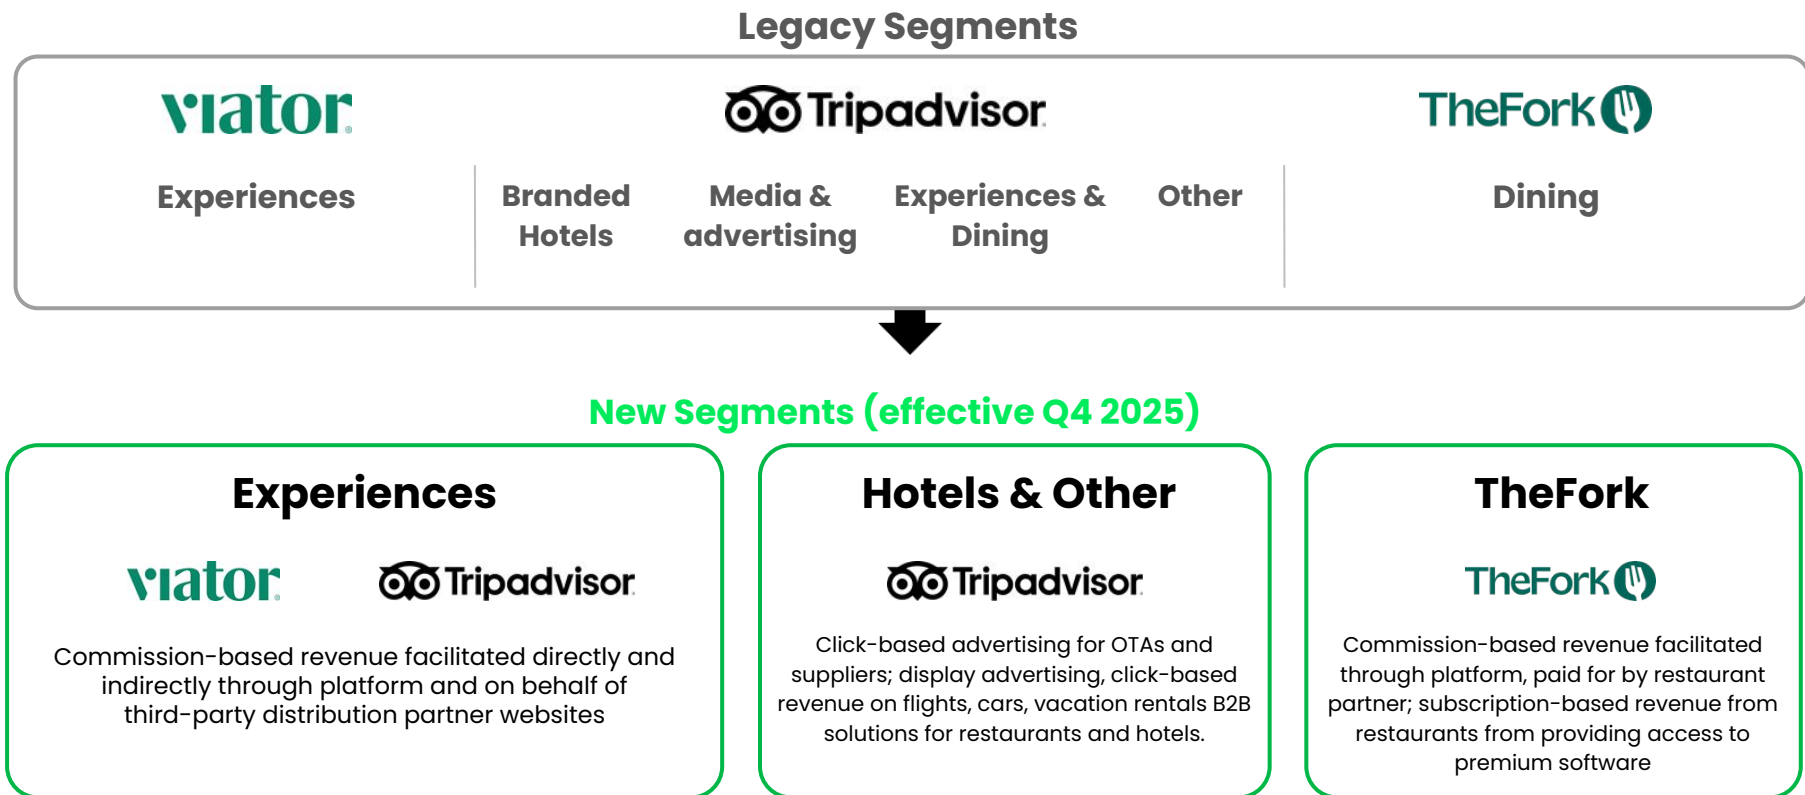 Legacy Segments
viator
Tripadvisor
TheFork
Experiences
Branded
Hotels
Media &
advertising
Experiences &
Dining
Other
Dining
New Segments (effective Q4 2025)
Experiences
viator Tripadvisor
Commission-based revenue facilitated directly and
indirectly through platform and on behalf of
third-party distribution partner websites
Hotels & Other
Tripadvisor
Click-based advertising for OTAs and
suppliers; display advertising, click-based
revenue on flights, cars, vacation rentals B2B
solutions for restaurants and hotels.
TheFork
TheFork
Commission-based revenue facilitated
through platform, paid for by restaurant
partner; subscription-based revenue from
restaurants from providing access to
premium software